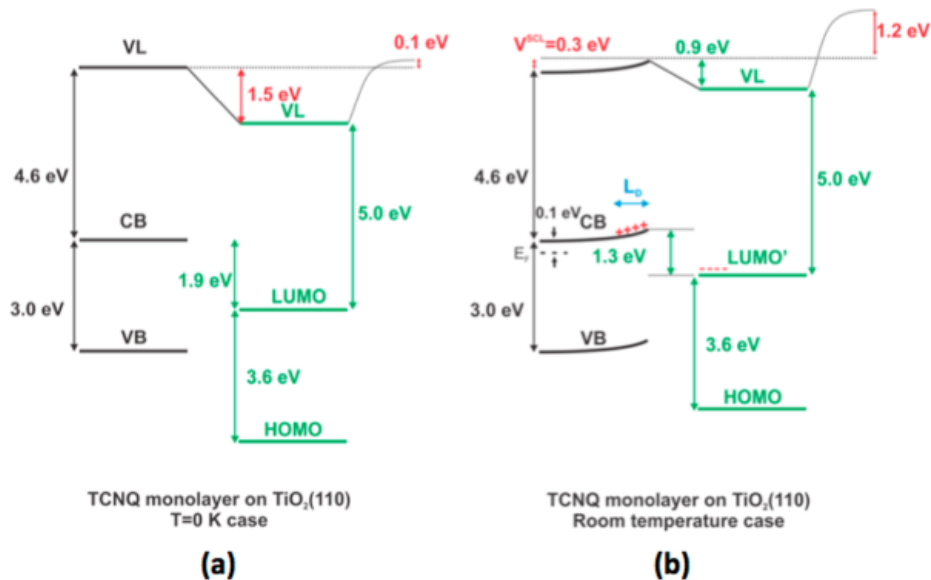 VL
0.1 eV
1.5 eV
VL
4.6 eV
CB
5.0 eV
1.9 eV
LUMO
3.0 eV
VB
3.6 eV
HOMO
TCNQ monolayer on TiO₂(110)
T=0 K case
(a)
1.2 eV
V^SCL=0.3 eV
0.9 eV
VL
4.6 eV
L_D
5.0 eV
0.1 eV
CB
++++
E_F
1.3 eV
LUMO'
3.0 eV
VB
3.6 eV
HOMO
TCNQ monolayer on TiO₂(110)
Room temperature case
(b)